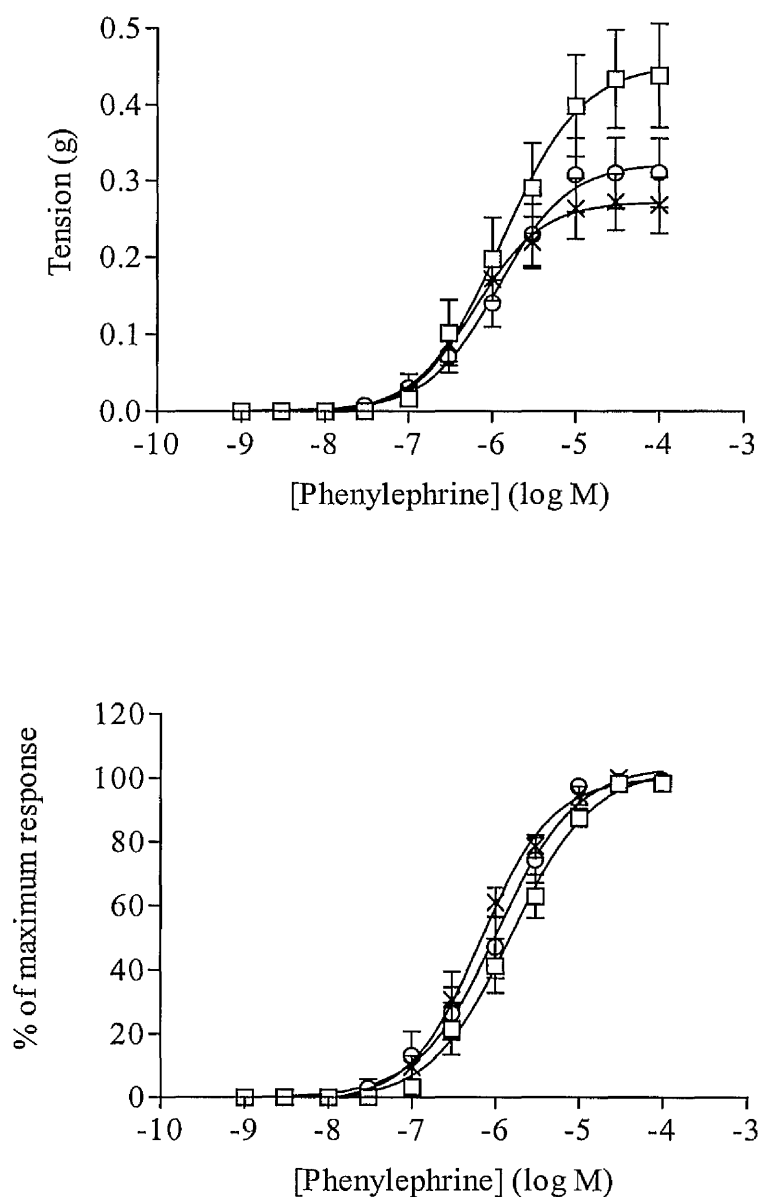 0.5
0.4
0.3
0.2
0.1
0.0
Tension (g)
-10 -9 -8 -7 -6 -5 -4 -3
[Phenylephrine] (log M)
120
100
80
60
40
20
0
% of maximum response
-10 -9 -8 -7 -6 -5 -4 -3
[Phenylephrine] (log M)